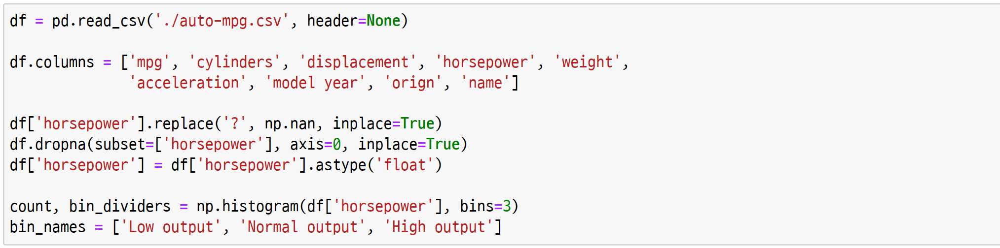 df = pd.read_csv('./auto-mpg.csv', header=None)
df.columns = ['mpg', 'cylinders', 'displacement', 'horsepower', 'weight',
'acceleration', 'model year', 'orign', 'name']
df['horsepower'].replace('?', np.nan, inplace=True)
df.dropna(subset=['horsepower'], axis=0, inplace=True)
df['horsepower'] = df['horsepower'].astype('float')
count, bin_dividers = np.histogram(df['horsepower'], bins=3)
bin_names = ['Low output', 'Normal output', 'High output']